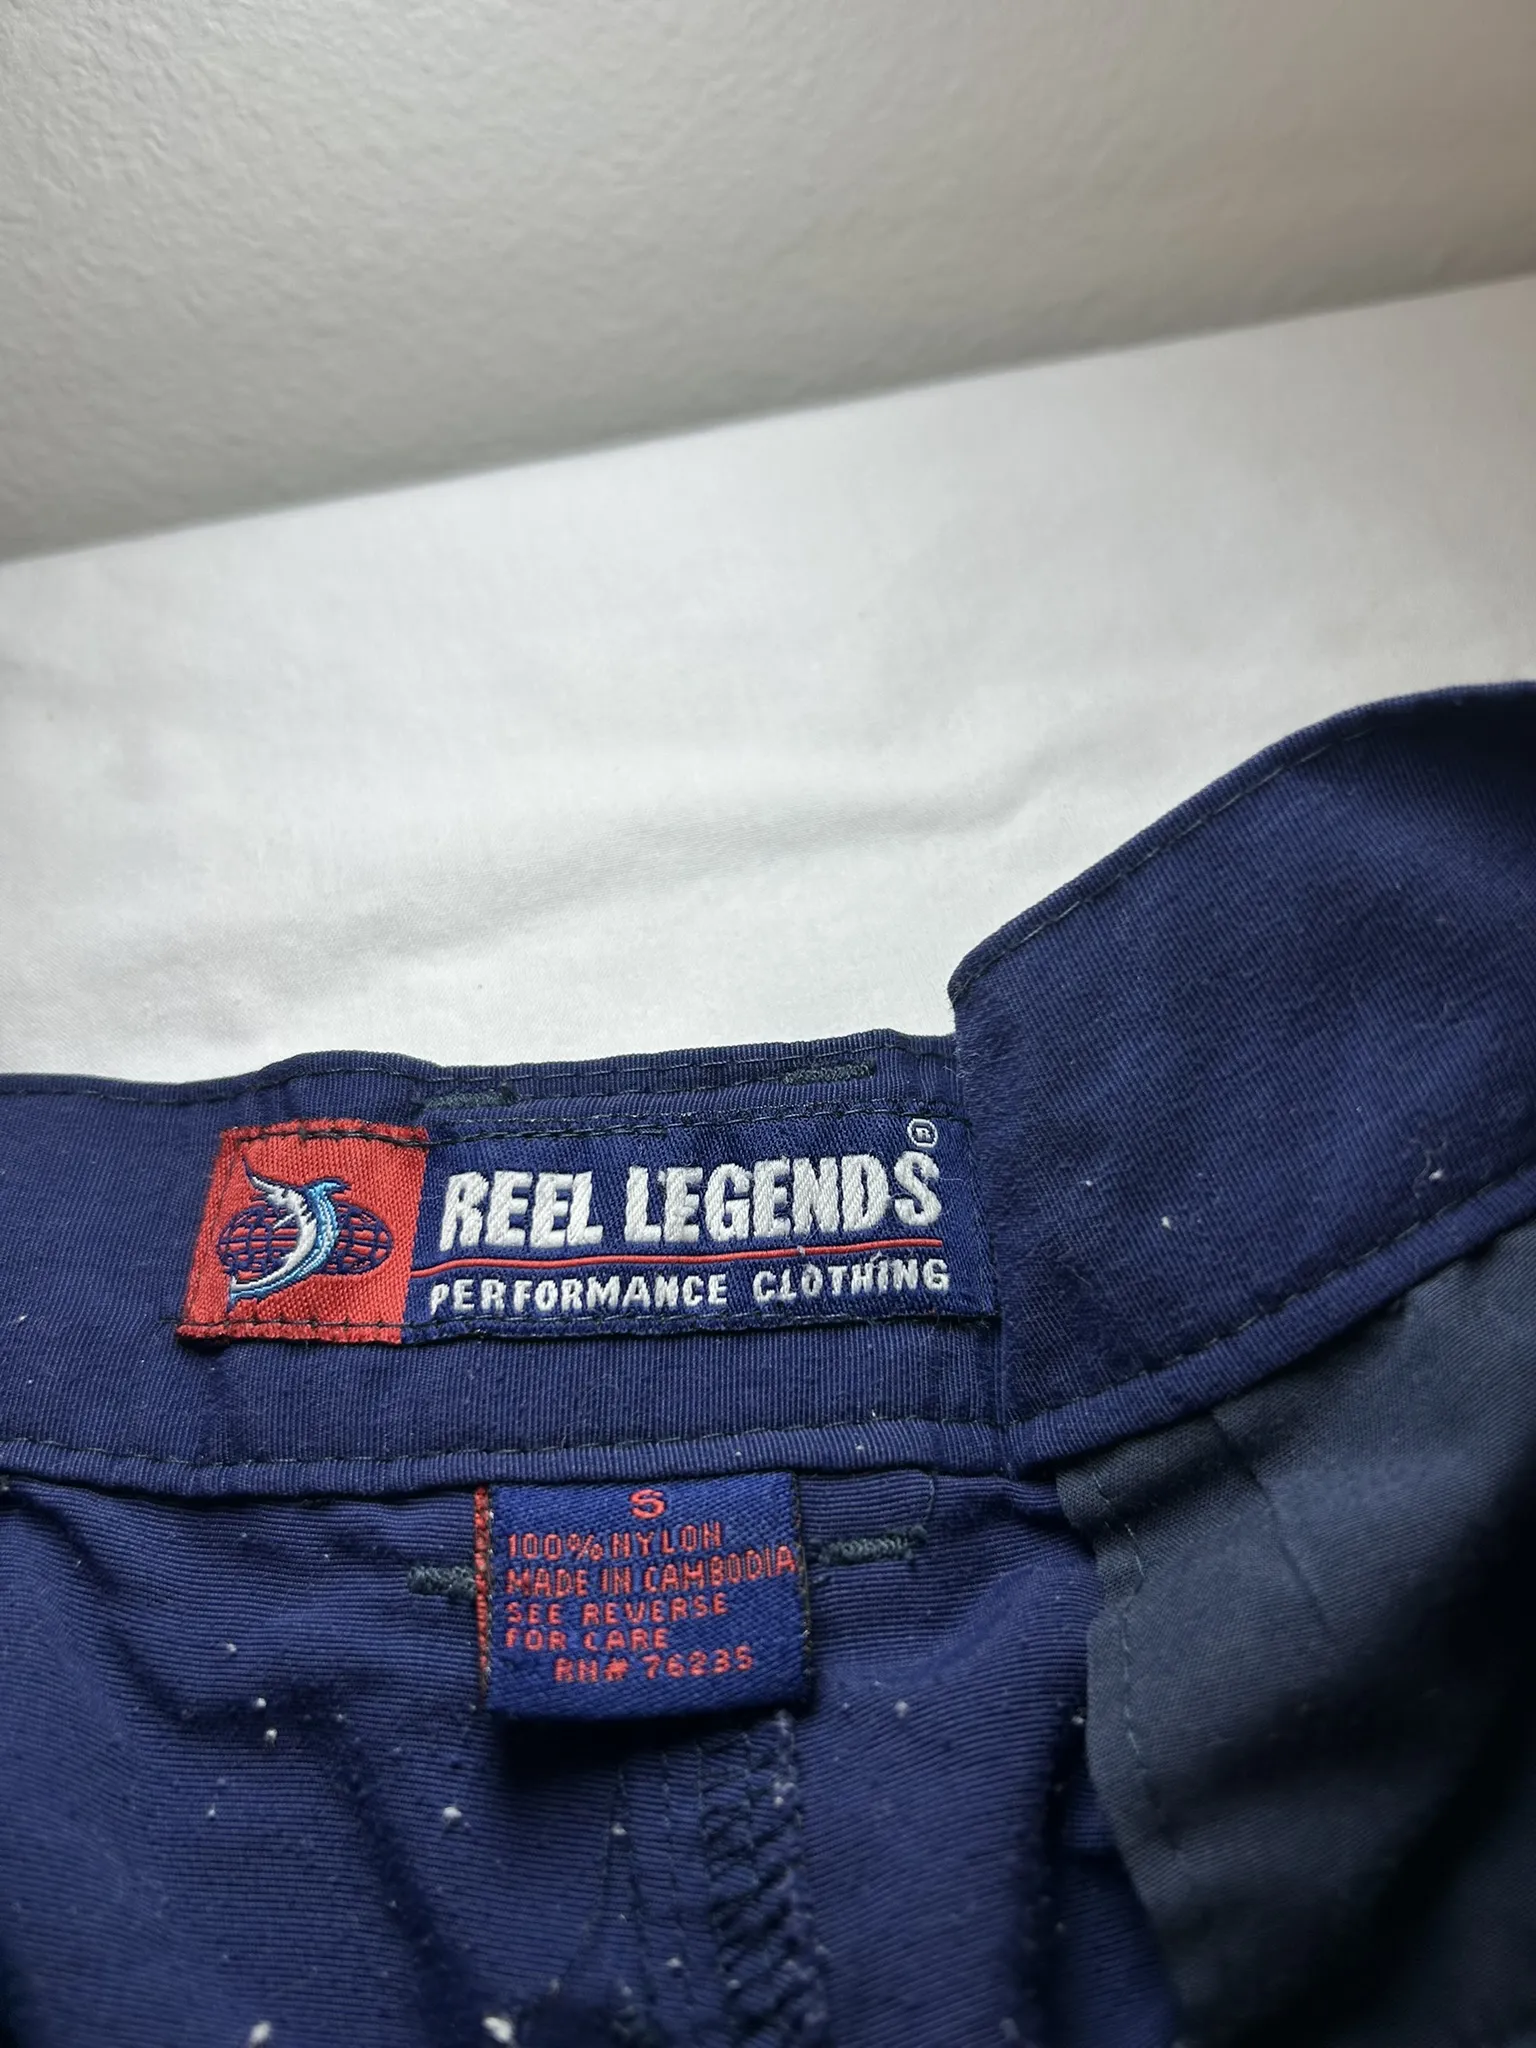 REEL LEGENDS®
PERFORMANCE CLOTHING
S
100% NYLON
MADE IN CAMBODIA
SEE REVERSE
FOR CARE
RN# 76235